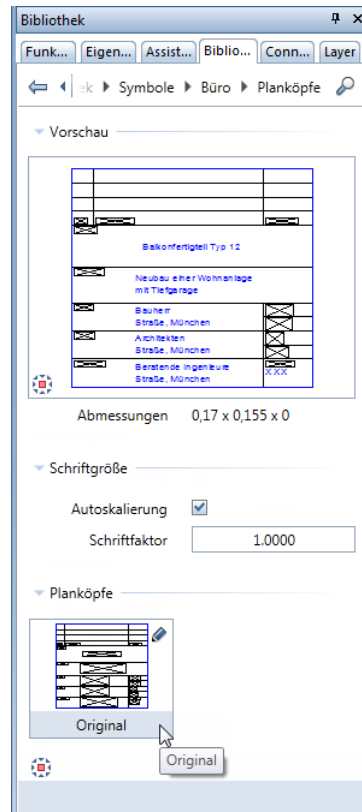 Bibliothek
Funk... Eigen... Assist... Biblio... Conn... Layer
ek Symbole Büro Planköpfe
Vorschau
Balkonfertigteil Typ 12
Neubau einer Wohnanlage
mit Tiefgarage
Bauherr
Straße, München
Architekten
Straße, München
Beratende Ingenieure
Straße, München
XXX
Abmessungen 0,17 x 0,155 x 0
Schriftgröße
Autoskalierung
Schriftfaktor 1.0000
Planköpfe
Original
Original